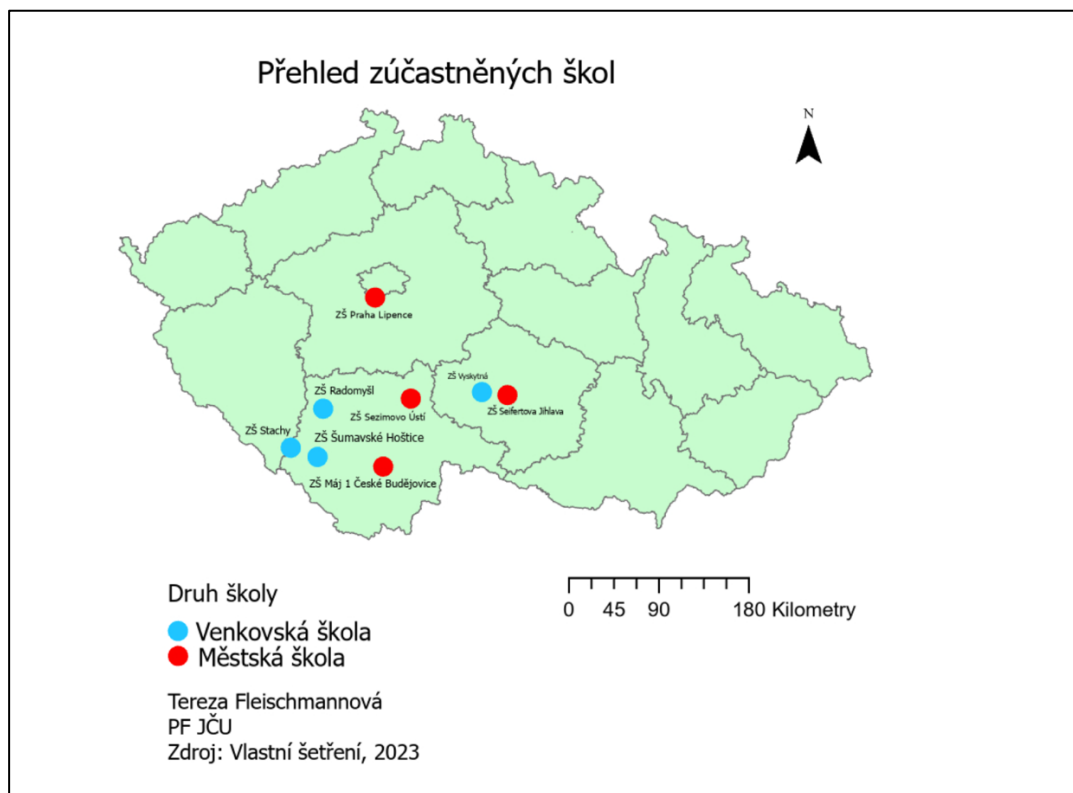 Přehled zúčastněných škol
N
ZŠ Praha Lipence
ZŠ Vyskytná
ZŠ Radomyšl
ZŠ Sezimovo Ústí
ZŠ Seifertova Jihlava
ZŠ Stachy
ZŠ Šumavské Hoštice
ZŠ Máj 1 České Budějovice
Druh školy
Venkovská škola
Městská škola
0 45 90 180 Kilometry
Tereza Fleischmannová
PF JČU
Zdroj: Vlastní šetření, 2023